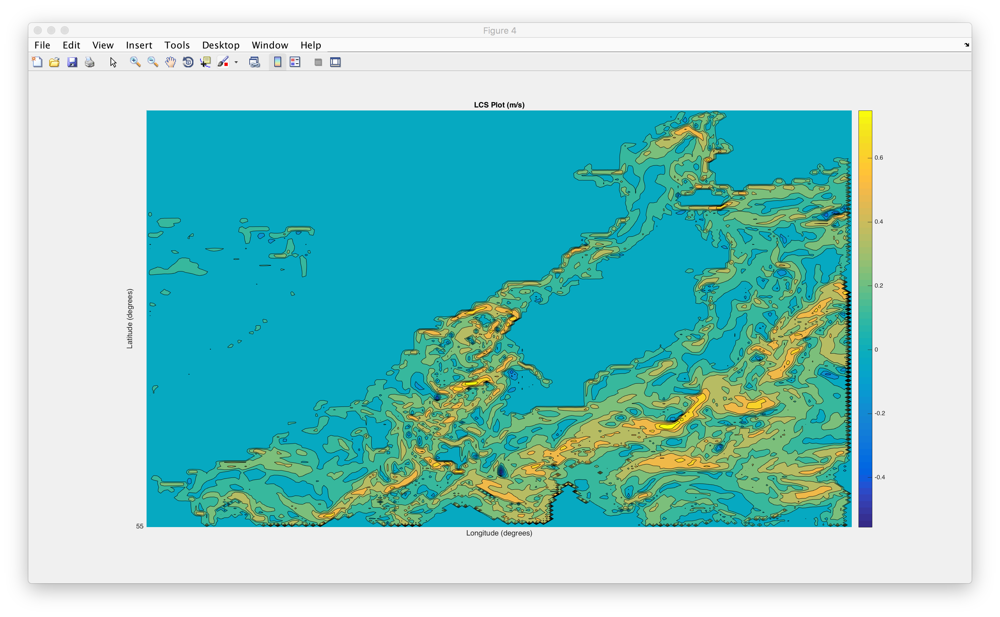 Figure 4
File Edit View Insert Tools Desktop Window Help
LCS Plot (m/s)
0.6
0.4
0.2
0
-0.2
-0.4
Latitude (degrees)
55
Longitude (degrees)